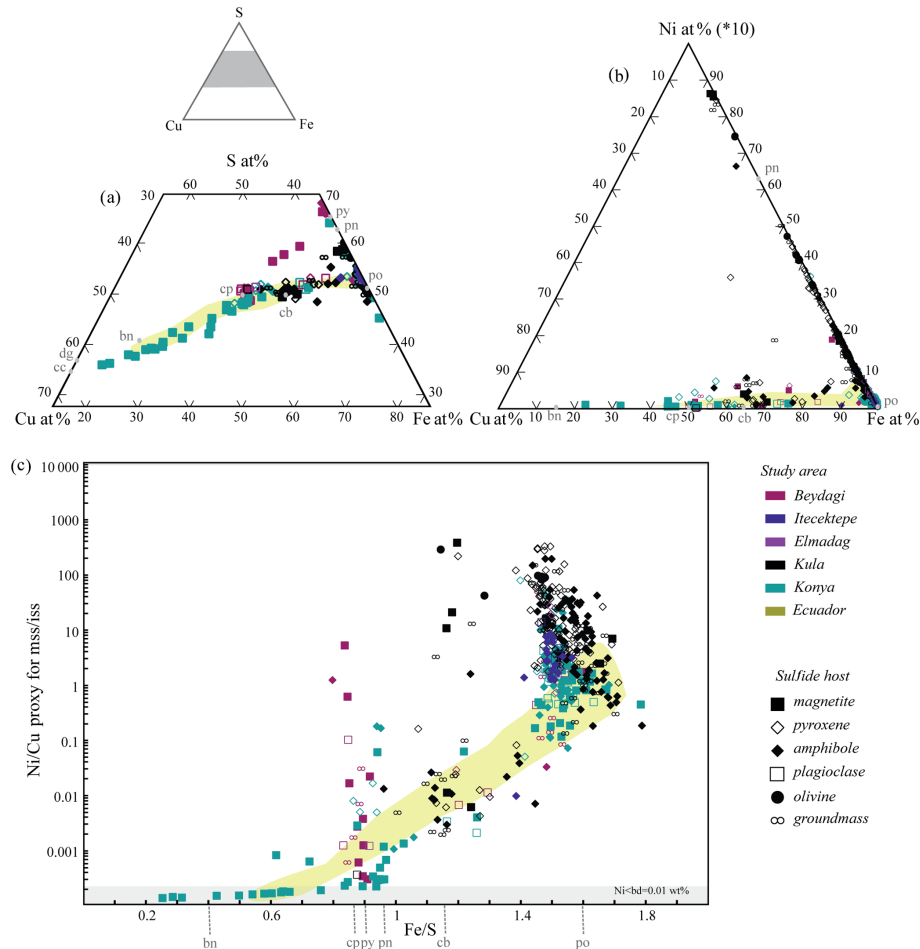 S
Cu
Fe
S at%
(a)
30
60
50
40
70
py
pn
40
60
po
50
cp
50
cb
bn
dg
60
40
cc
70
30
Cu at%
20
30
40
50
60
70
80
Fe at%
Ni at% (*10)
(b)
10
90
20
80
30
70
pn
40
60
50
50
60
40
70
30
80
20
90
10
po
Cu at%
10
bn
20
30
40
cp
50
60
cb
70
80
90
Fe at%
(c)
10 000
1000
100
10
1
0.1
0.01
0.001
Ni/Cu proxy for mss/iss
Ni<bd=0.01 wt%
0.2
0.6
1
1.4
1.8
Fe/S
bn
cp
py
pn
cb
po
Study area
Beydagi
Itecektepe
Elmadag
Kula
Konya
Ecuador
Sulfide host
magnetite
pyroxene
amphibole
plagioclase
olivine
groundmass